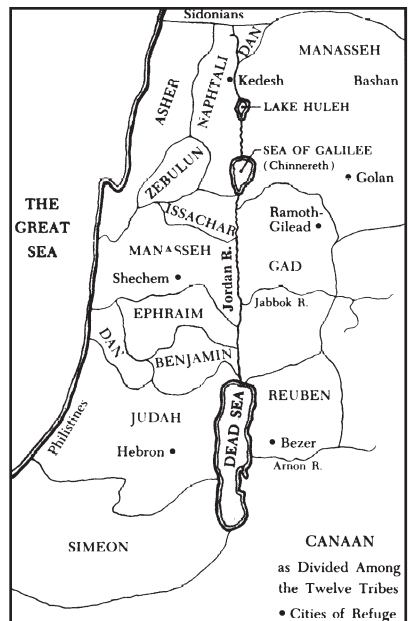 Sidonians
DAN
MANASSEH
NAPHTALI
Kedesh
Bashan
ASHER
LAKE HULEH
SEA OF GALILEE
(Chinnereth)
ZEBULUN
Golan
THE
GREAT
SEA
ISSACHAR
Ramoth-
Gilead
MANASSEH
Jordan R.
GAD
Shechem
Jabbok R.
EPHRAIM
DAN
BENJAMIN
REUBEN
Philistines
JUDAH
DEAD SEA
Hebron
Bezer
Arnon R.
SIMEON
CANAAN
as Divided Among
the Twelve Tribes
• Cities of Refuge